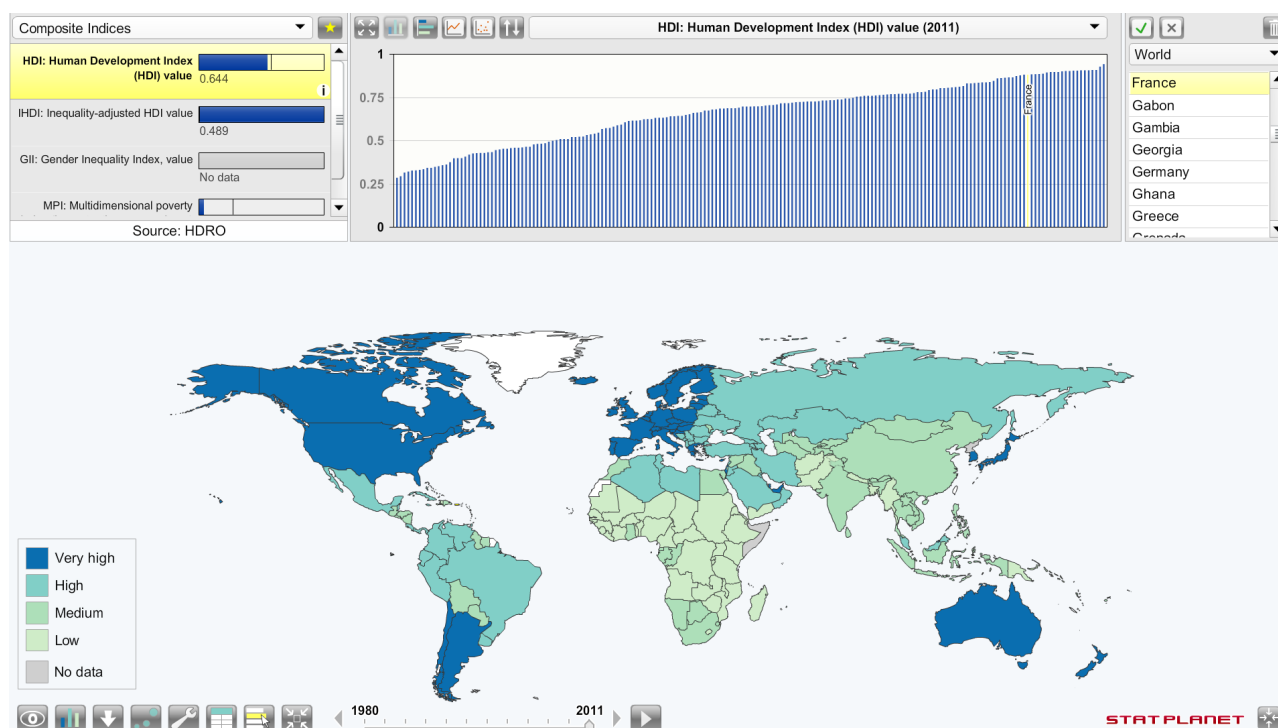 Composite Indices
HDI: Human Development Index (HDI) value (2011)
World
HDI: Human Development Index
(HDI) value
0.644
i
IHDI: Inequality-adjusted HDI value
0.489
GII: Gender Inequality Index, value
No data
MPI: Multidimensional poverty
Source: HDRO
1
0.75
0.5
0.25
0
France
France
Gabon
Gambia
Georgia
Germany
Ghana
Greece
Grenada
Very high
High
Medium
Low
No data
1980
2011
STAT PLANET